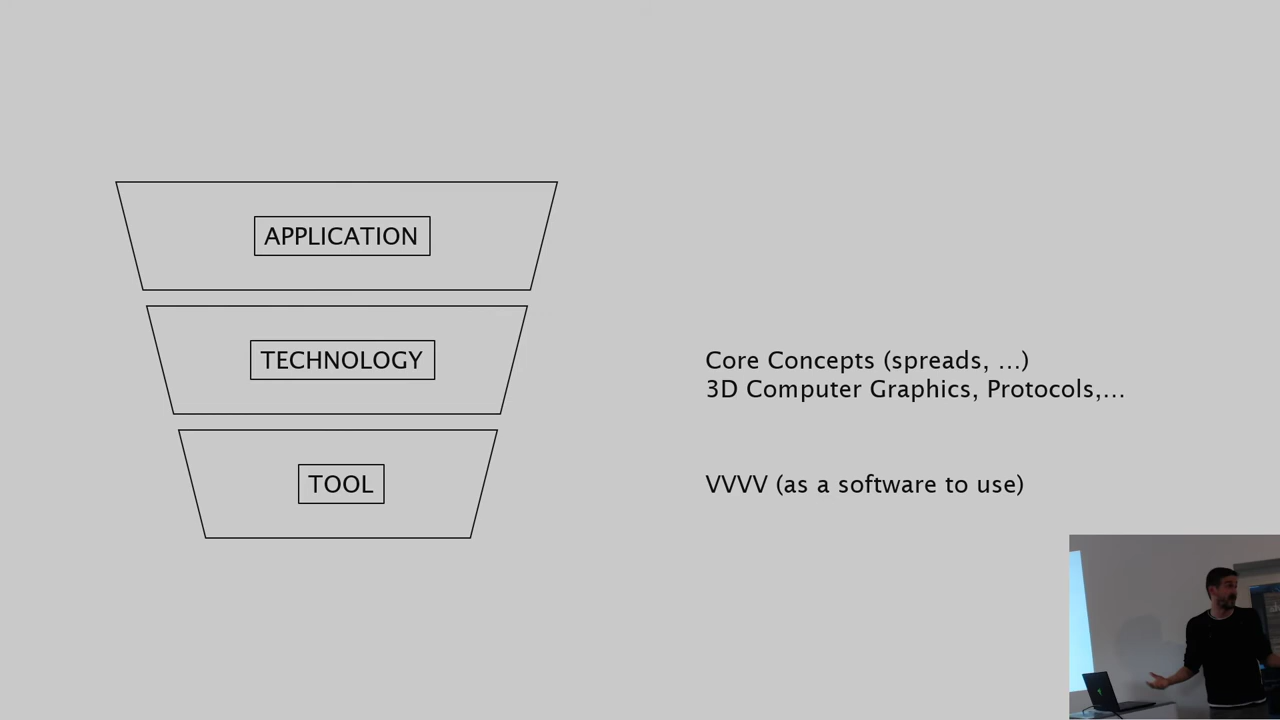 APPLICATION
TECHNOLOGY
Core Concepts (spreads, ...)
3D Computer Graphics, Protocols,...
TOOL
VVVV (as a software to use)